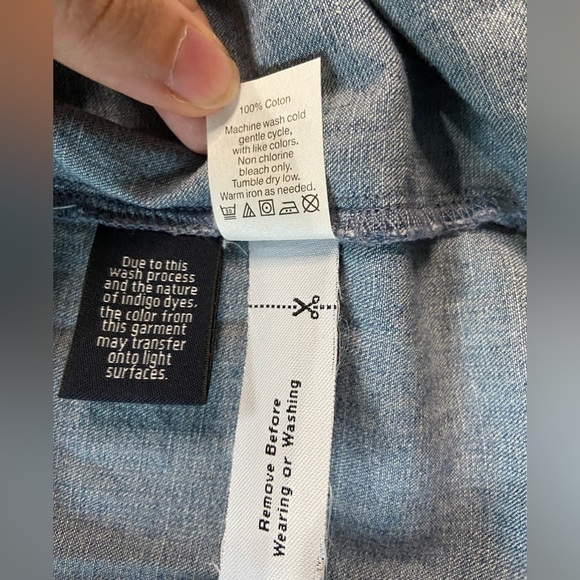 100% Coton
Machine wash cold
gentle cycle,
with like colors.
Non chlorine
bleach only.
Tumble dry low.
Warm iron as needed.
Due to this
wash process
and the nature
of indigo dyes,
the color from
this garment
may transfer
onto light
surfaces.
Remove Before
Wearing or Washing